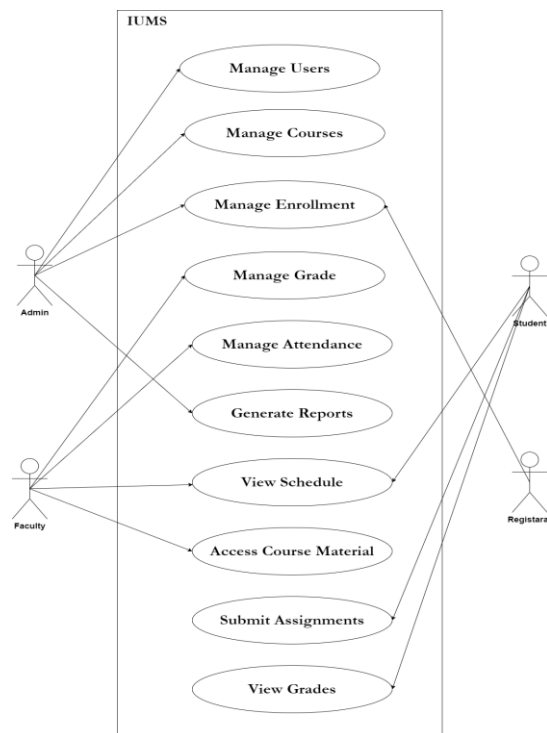 IUMS
Manage Users
Manage Courses
Manage Enrollment
Manage Grade
Admin
Student
Manage Attendance
Generate Reports
View Schedule
Faculty
Registarar
Access Course Material
Submit Assignments
View Grades